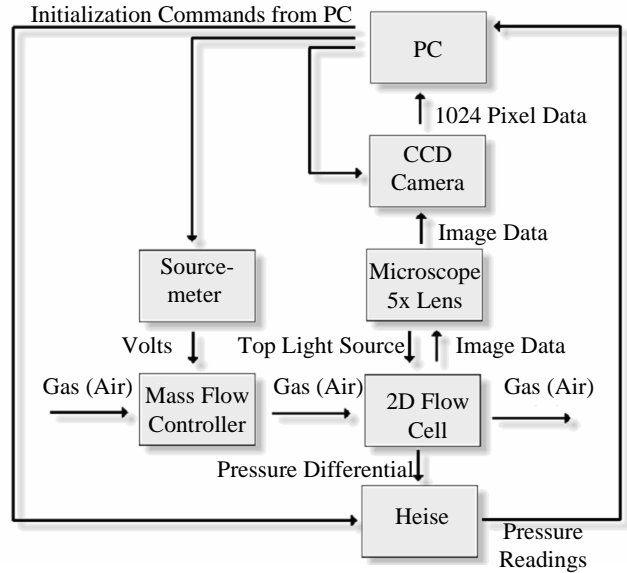 Initialization Commands from PC
PC
1024 Pixel Data
CCD
Camera
Image Data
Source-
meter
Microscope
5x Lens
Volts
Top Light Source
Image Data
Gas (Air)
Mass Flow
Controller
Gas (Air)
2D Flow
Cell
Gas (Air)
Pressure Differential
Heise
Pressure
Readings